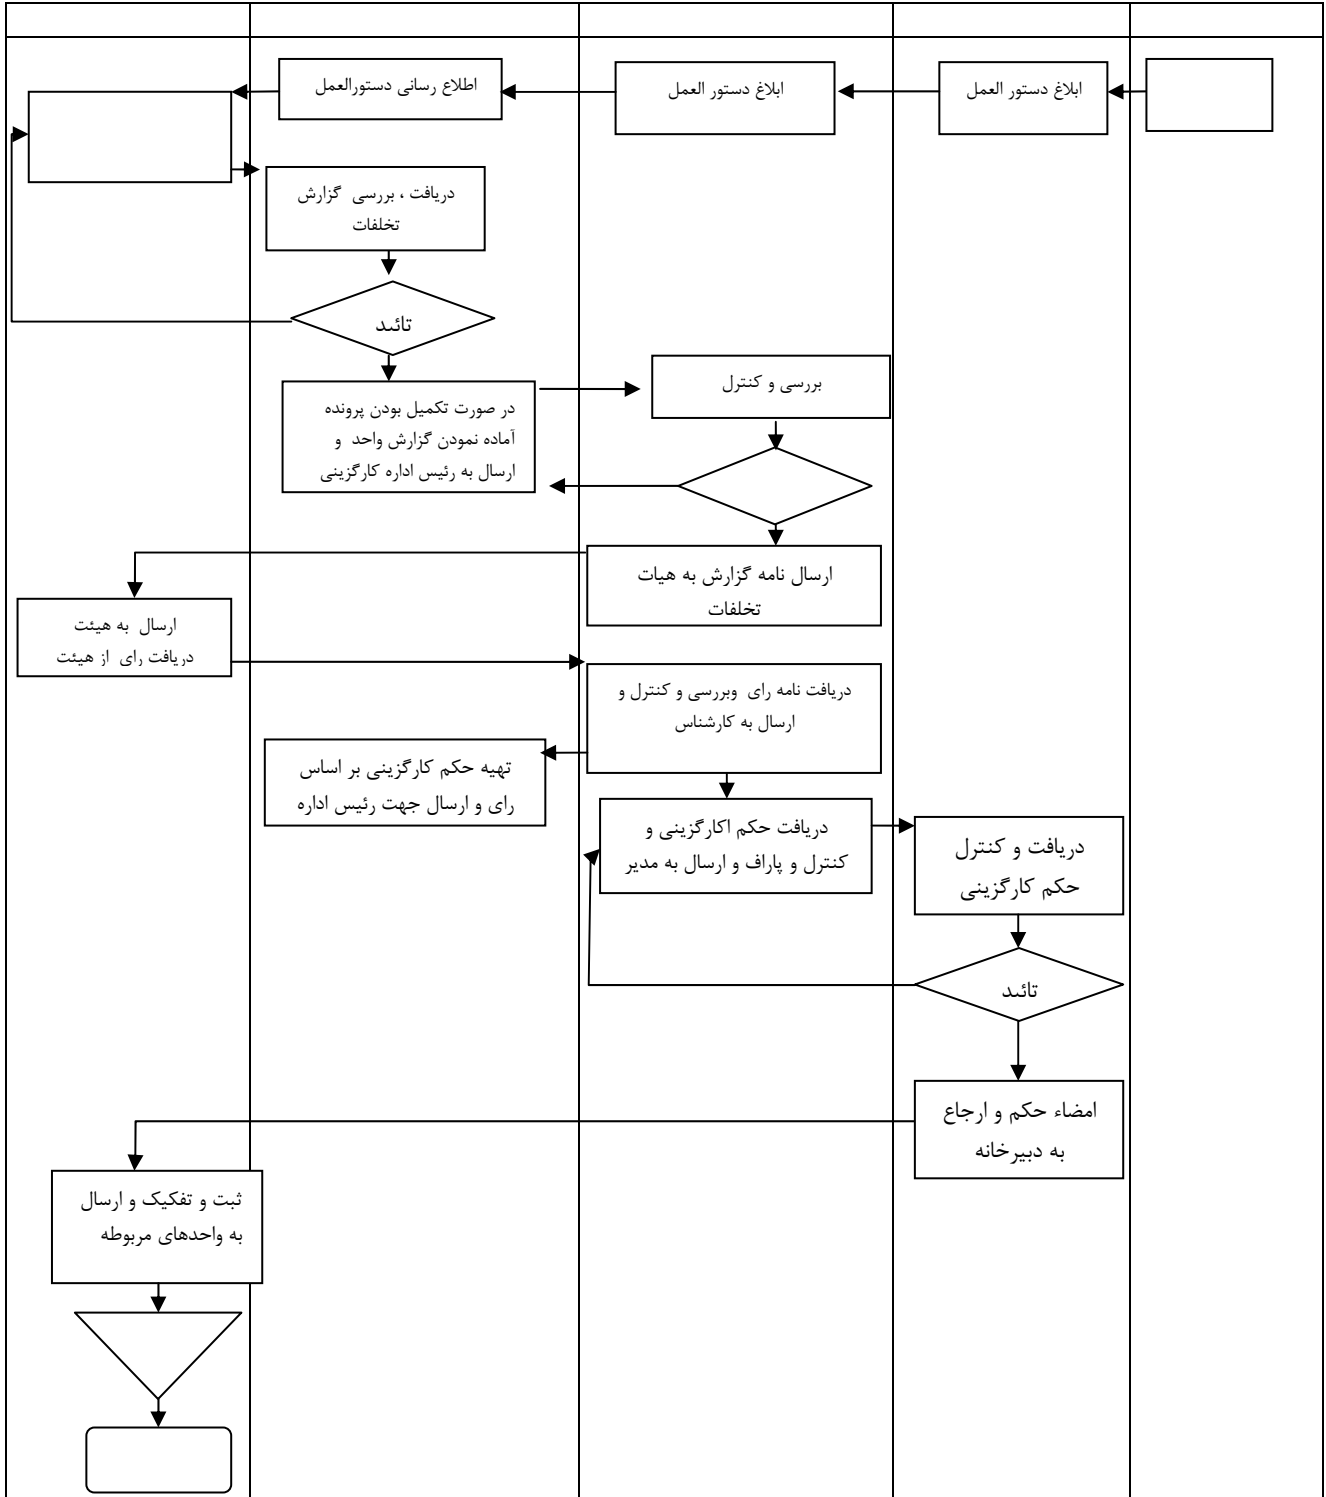 ابلاغ دستور العمل
ابلاغ دستور العمل
اطلاع رسانی دستورالعمل
دریافت ، بررسی گزارش
تخلفات
تائید
بررسی و کنترل
در صورت تکمیل بودن پرونده
آماده نمودن گزارش واحد و
ارسال به رئیس اداره کارگزینی
ارسال نامه گزارش به هیات
تخلفات
ارسال به هیئت
دریافت رای از هیئت
دریافت نامه رای وبررسی و کنترل و
ارسال به کارشناس
تهیه حکم کارگزینی بر اساس
رای و ارسال جهت رئیس اداره
دریافت حکم اکارگزینی و
کنترل و پاراف و ارسال به مدیر
دریافت و کنترل
حکم کارگزینی
تائید
امضاء حکم و ارجاع
به دبیرخانه
ثبت و تفکیک و ارسال
به واحدهای مربوطه